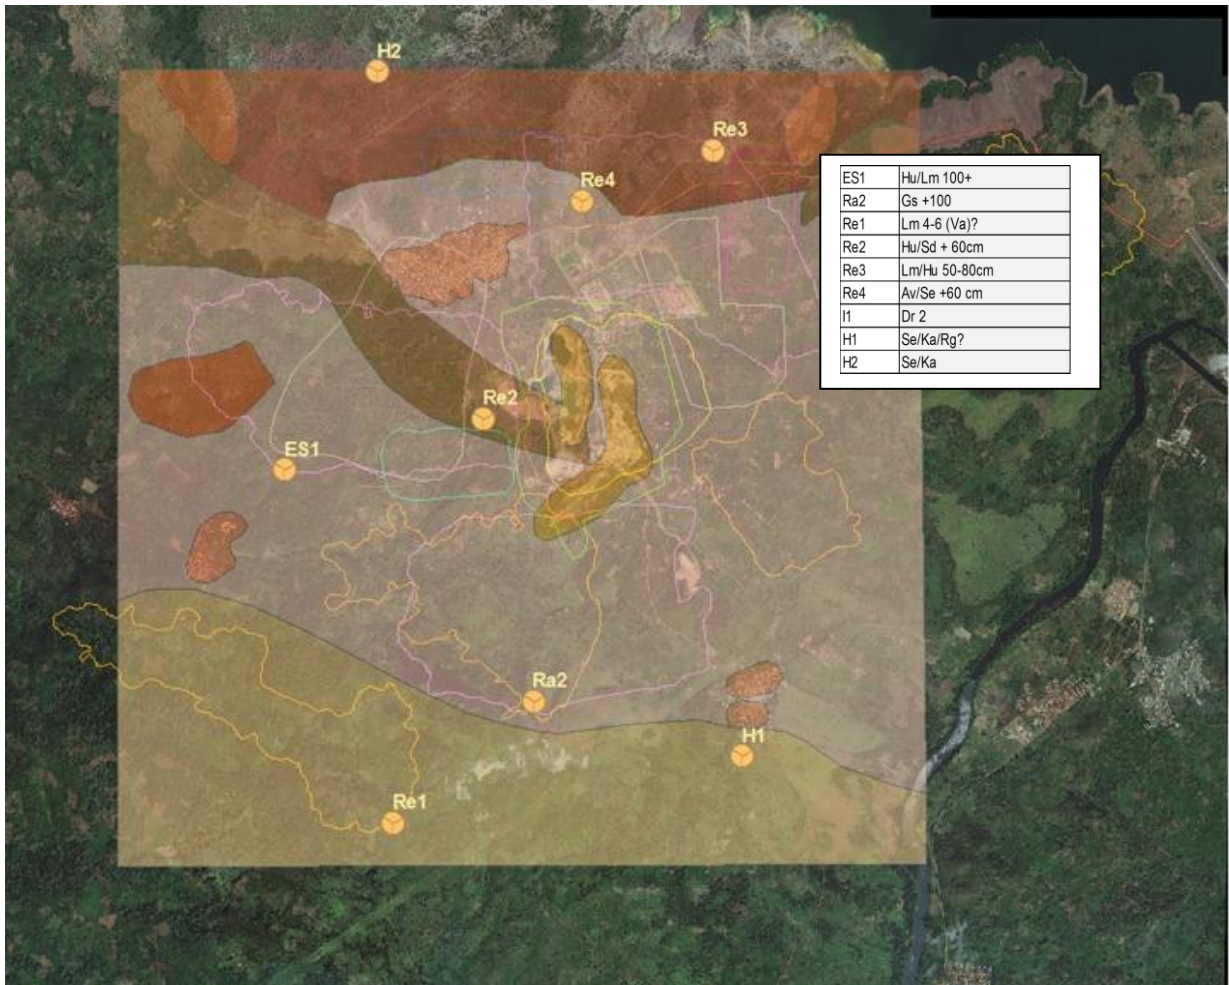 H2
Re3
Re4
ES1 Hu/Lm 100+
Ra2 Gs +100
Re1 Lm 4-6 (Va)?
Re2 Hu/Sd + 60cm
Re3 Lm/Hu 50-80cm
Re4 Av/Se +60 cm
I1 Dr 2
H1 Se/Ka/Rg?
H2 Se/Ka
Re2
ES1
Ra2
H1
Re1